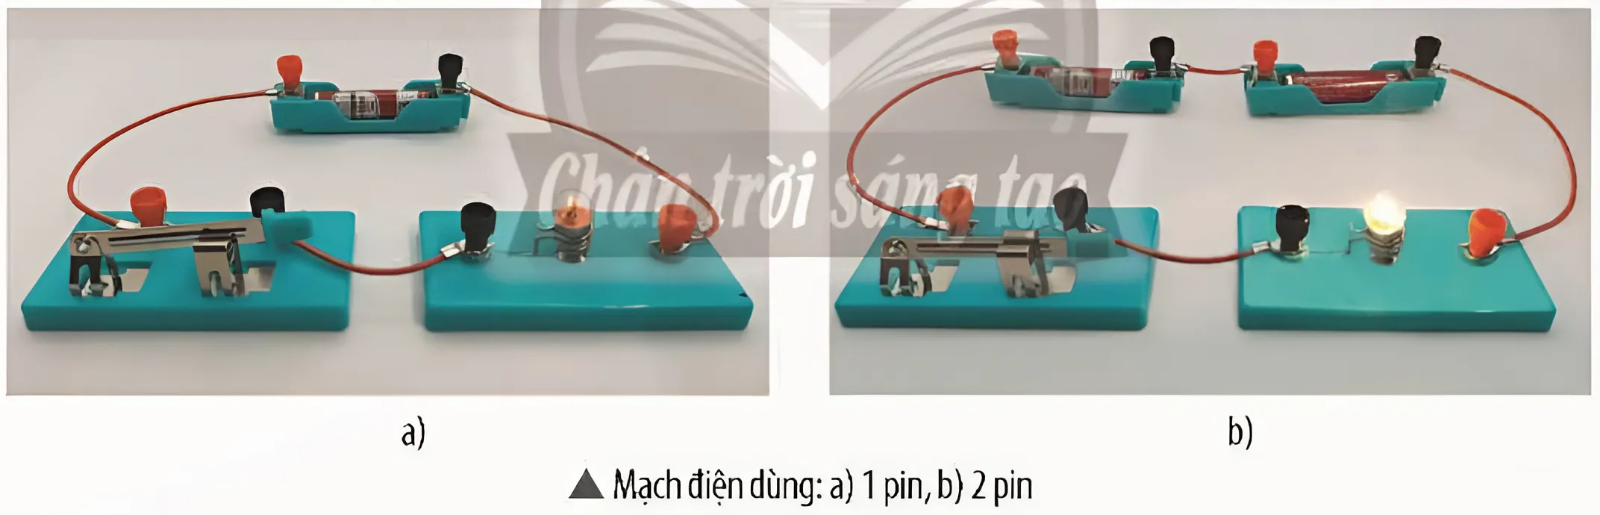 Chân trời sáng tạo
a)
b)
▲ Mạch điện dùng: a) 1 pin, b) 2 pin